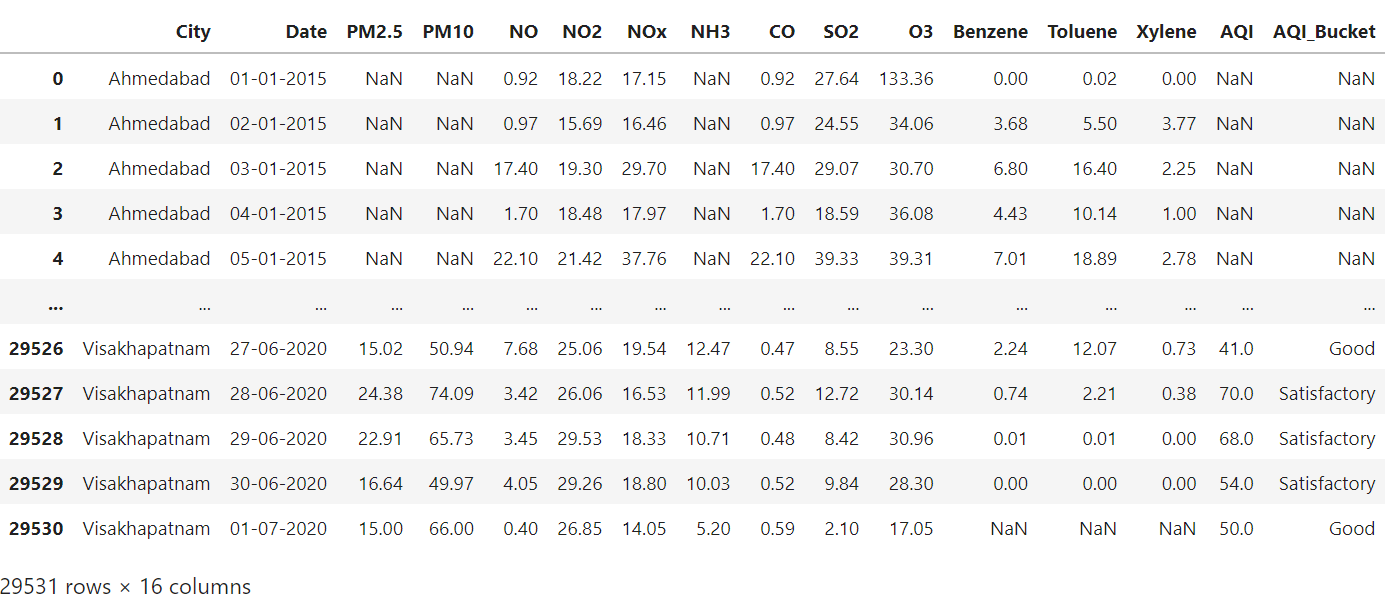 City Date PM2.5 PM10 NO NO2 NOx NH3 CO SO2 O3 Benzene Toluene Xylene AQI AQI_Bucket
0 Ahmedabad 01-01-2015 NaN NaN 0.92 18.22 17.15 NaN 0.92 27.64 133.36 0.00 0.02 0.00 NaN NaN
1 Ahmedabad 02-01-2015 NaN NaN 0.97 15.69 16.46 NaN 0.97 24.55 34.06 3.68 5.50 3.77 NaN NaN
2 Ahmedabad 03-01-2015 NaN NaN 17.40 19.30 29.70 NaN 17.40 29.07 30.70 6.80 16.40 2.25 NaN NaN
3 Ahmedabad 04-01-2015 NaN NaN 1.70 18.48 17.97 NaN 1.70 18.59 36.08 4.43 10.14 1.00 NaN NaN
4 Ahmedabad 05-01-2015 NaN NaN 22.10 21.42 37.76 NaN 22.10 39.33 39.31 7.01 18.89 2.78 NaN NaN
... ... ... ... ... ... ... ... ... ... ... ... ... ... ... ... ...
29526 Visakhapatnam 27-06-2020 15.02 50.94 7.68 25.06 19.54 12.47 0.47 8.55 23.30 2.24 12.07 0.73 41.0 Good
29527 Visakhapatnam 28-06-2020 24.38 74.09 3.42 26.06 16.53 11.99 0.52 12.72 30.14 0.74 2.21 0.38 70.0 Satisfactory
29528 Visakhapatnam 29-06-2020 22.91 65.73 3.45 29.53 18.33 10.71 0.48 8.42 30.96 0.01 0.01 0.00 68.0 Satisfactory
29529 Visakhapatnam 30-06-2020 16.64 49.97 4.05 29.26 18.80 10.03 0.52 9.84 28.30 0.00 0.00 0.00 54.0 Satisfactory
29530 Visakhapatnam 01-07-2020 15.00 66.00 0.40 26.85 14.05 5.20 0.59 2.10 17.05 NaN NaN NaN 50.0 Good
29531 rows × 16 columns